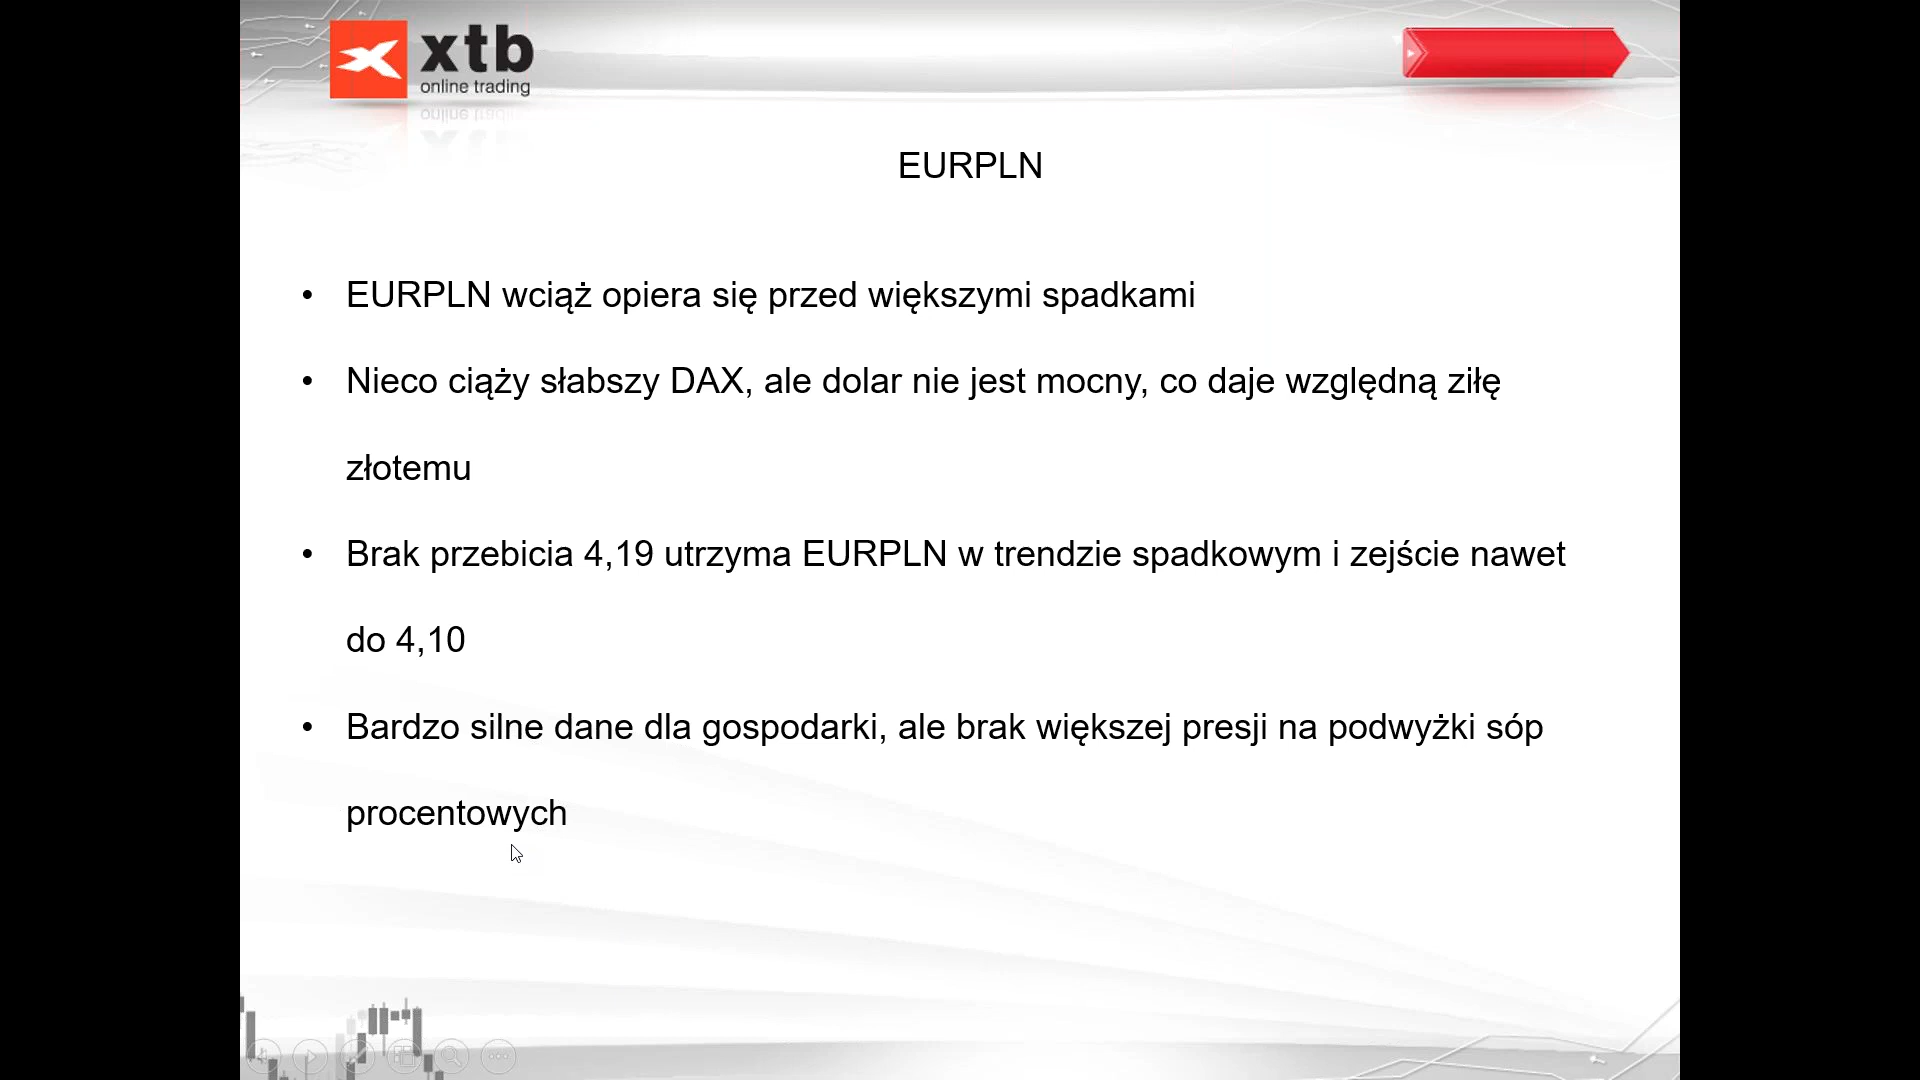 xtb
online trading
EURPLN
• EURPLN wciąż opiera się przed większymi spadkami
• Nieco ciąży słabszy DAX, ale dolar nie jest mocny, co daje względną ziłę
złotemu
• Brak przebicia 4,19 utrzyma EURPLN w trendzie spadkowym i zejście nawet
do 4,10
• Bardzo silne dane dla gospodarki, ale brak większej presji na podwyżki sóp
procentowych